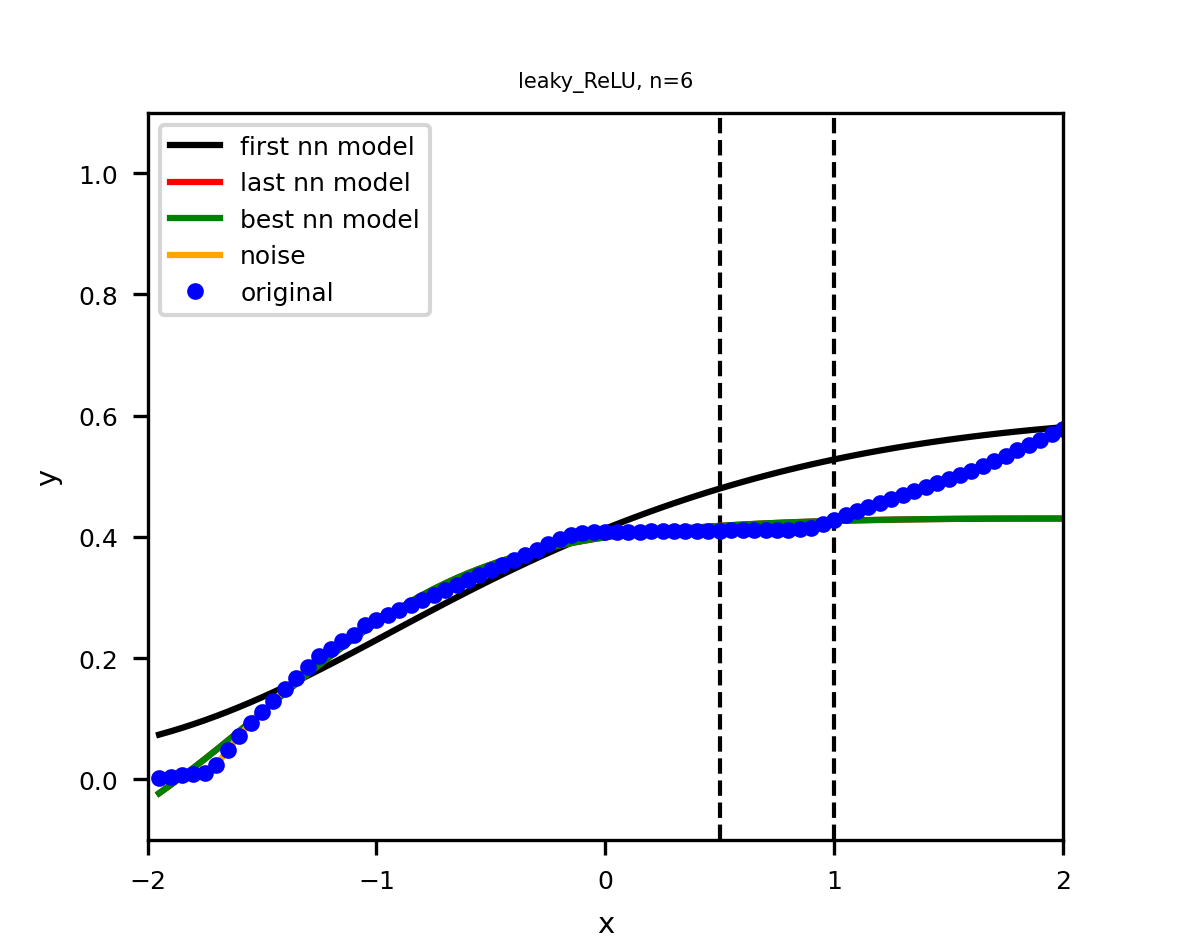 leaky_ReLU, n=6
first nn model
last nn model
best nn model
noise
original
1.0
0.8
0.6
0.4
0.2
0.0
y
−2
−1
0
1
2
x